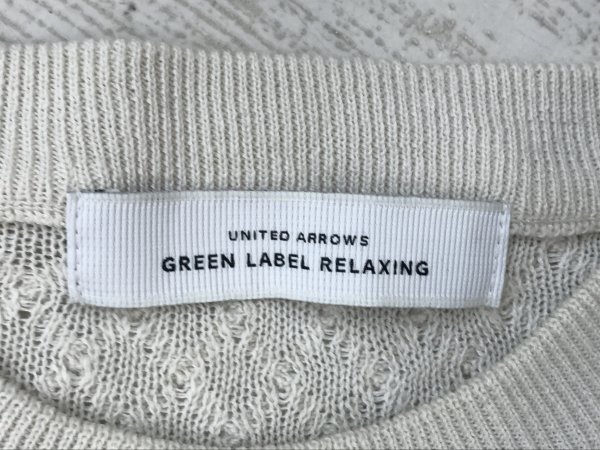 UNITED ARROWS
GREEN LABEL RELAXING